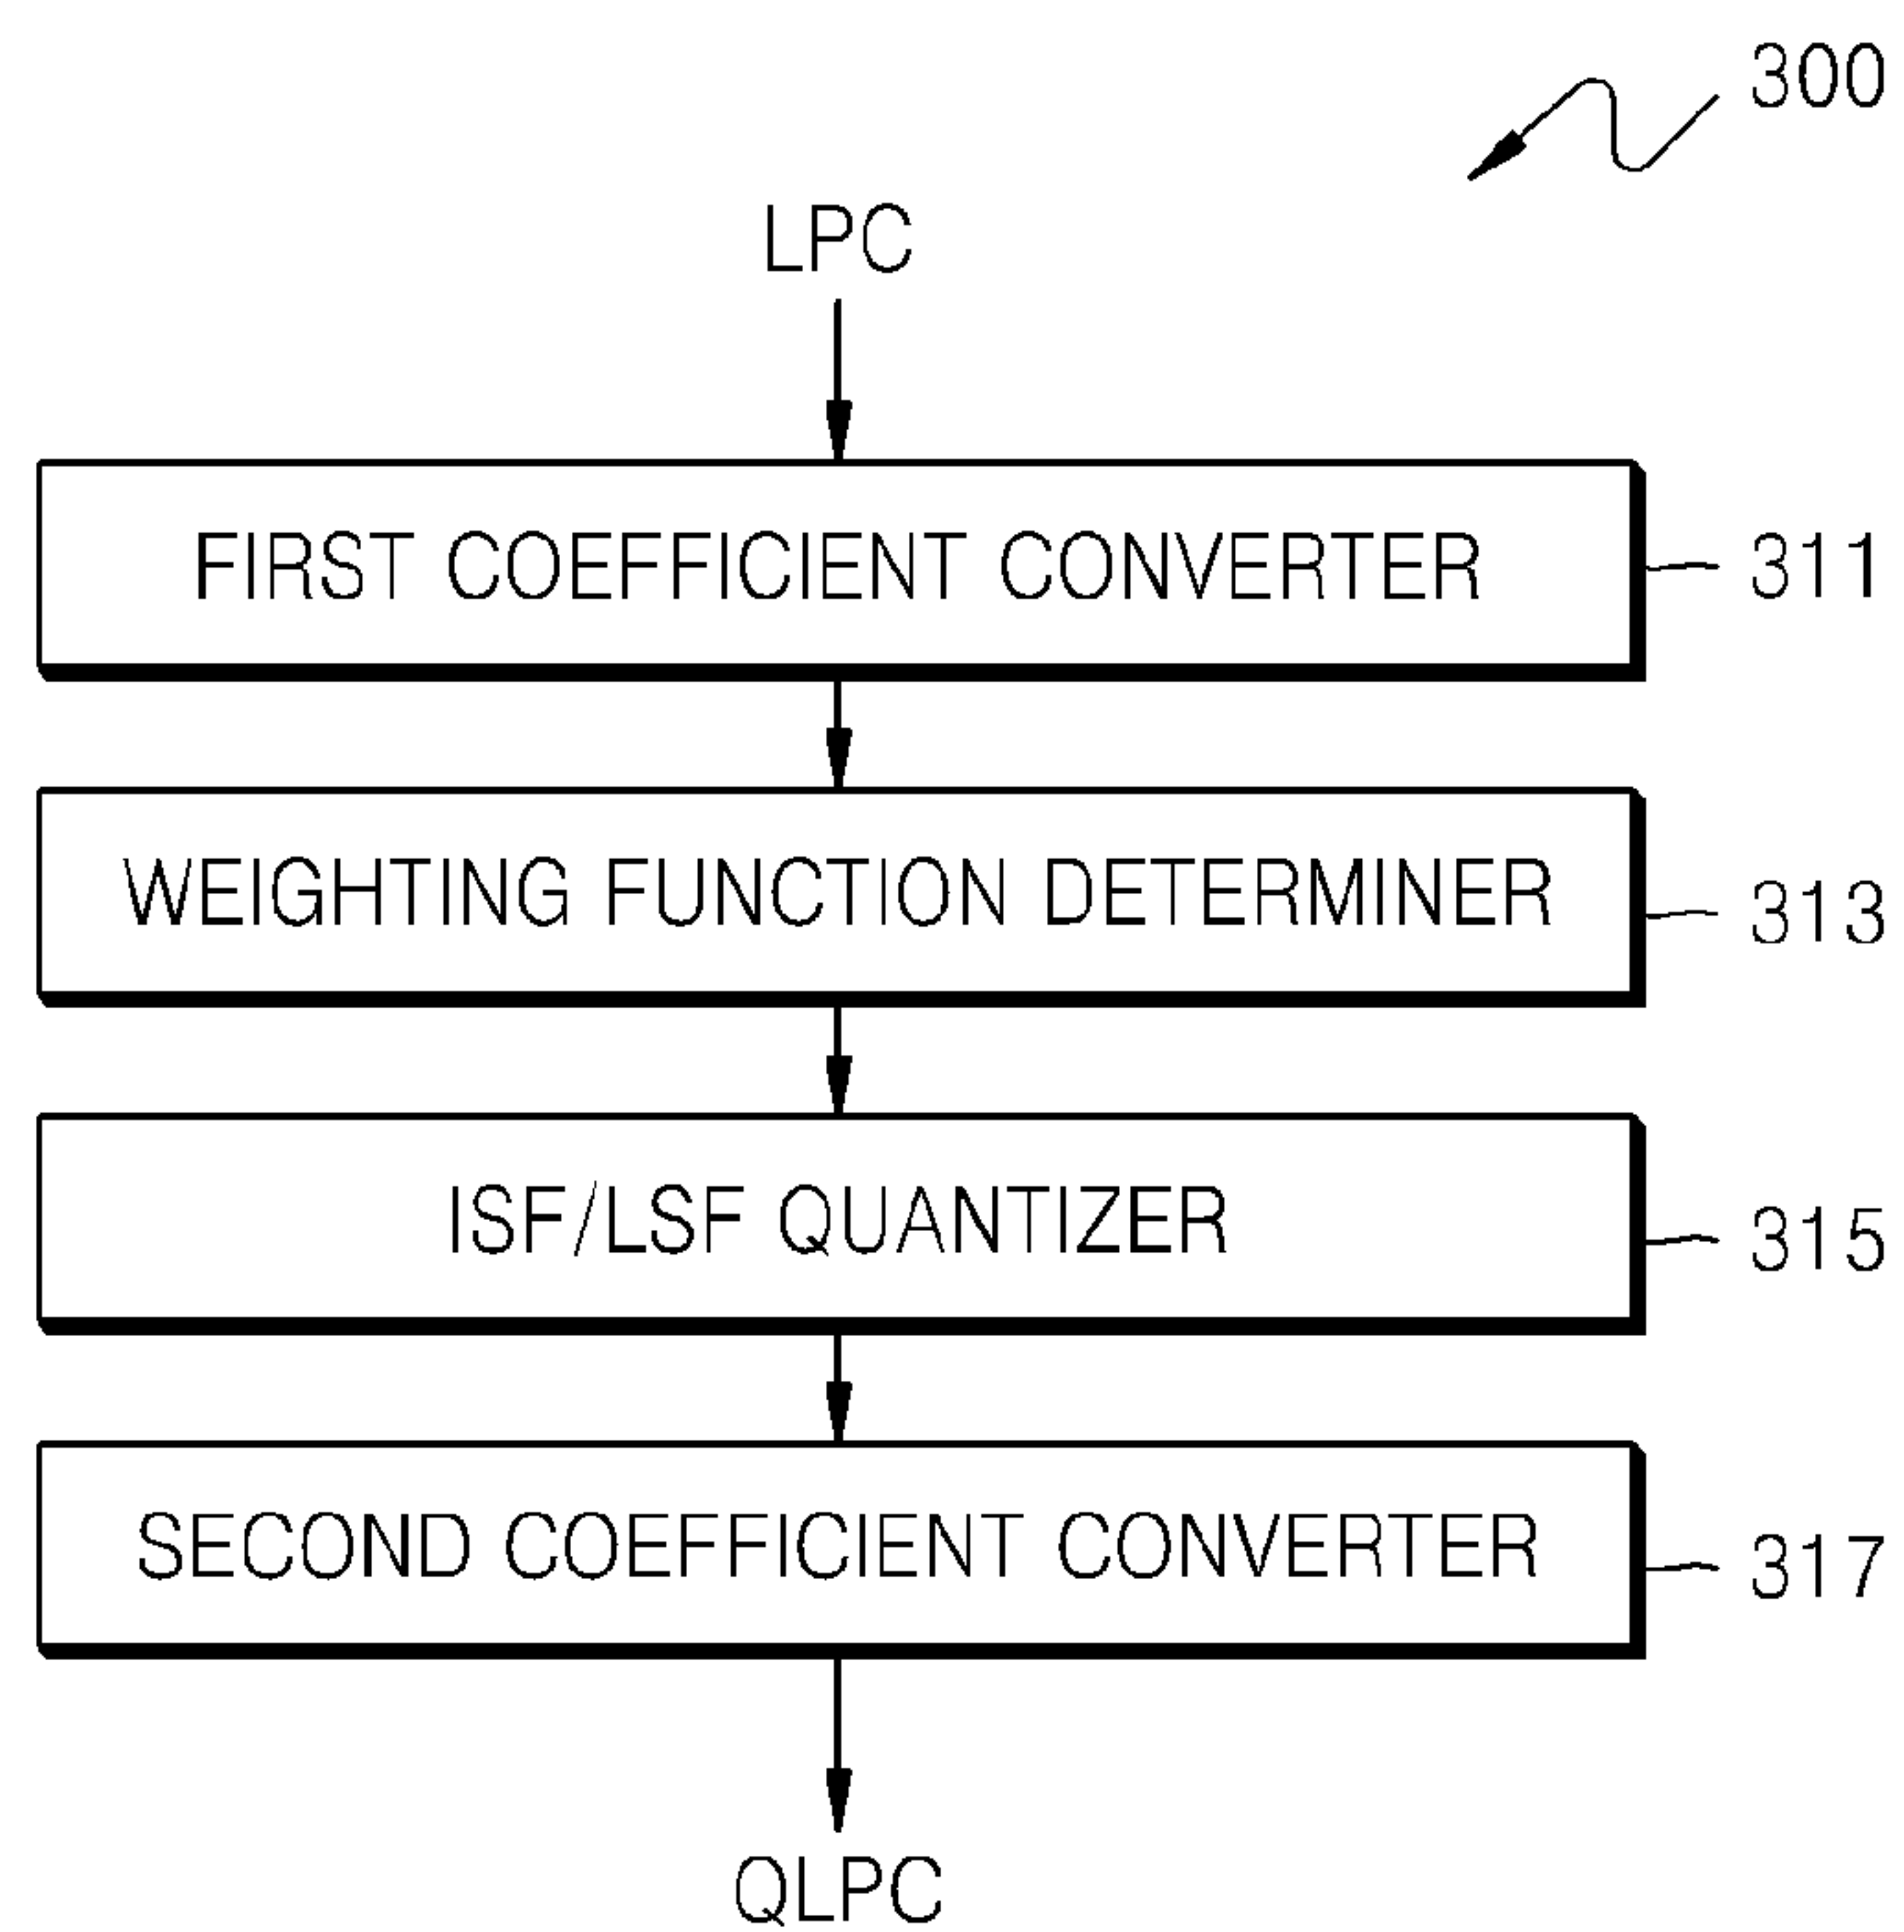 300
LPC
FIRST COEFFICIENT CONVERTER
311
WEIGHTING FUNCTION DETERMINER
313
ISF/LSF QUANTIZER
315
SECOND COEFFICIENT CONVERTER
317
QLPC